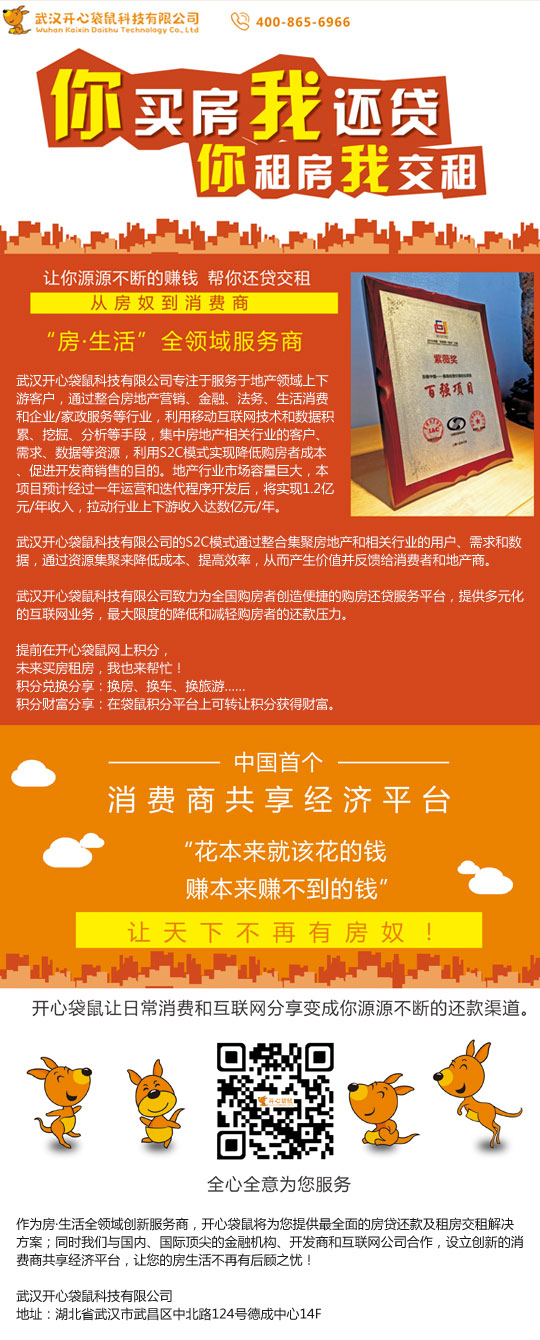 武汉开心袋鼠科技有限公司
Wuhan Kaixin Daishu Technology Co., Ltd
400-865-6966
你买房我还贷
你租房我交租
让你源源不断的赚钱 帮你还贷交租
从房奴到消费商
“房·生活”全领域服务商
紫薇奖
百强项目
武汉开心袋鼠科技有限公司专注于服务于地产领域上下
游客户，通过整合房地产营销、金融、法务、生活消费
和企业/家政服务等行业，利用移动互联网技术和数据积
累、挖掘、分析等手段，集中房地产相关行业的客户、
需求、数据等资源，利用S2C模式实现降低购房者成本
、促进开发商销售的目的。地产行业市场容量巨大，本
项目预计经过一年运营和迭代程序开发后，将实现1.2亿
元/年收入，拉动行业上下游收入达数亿元/年。
武汉开心袋鼠科技有限公司的S2C模式通过整合集聚房地产和相关行业的用户、需求和数
据，通过资源集聚来降低成本、提高效率，从而产生价值并反馈给消费者和地产商。
武汉开心袋鼠科技有限公司致力为全国购房者创造便捷的购房还贷服务平台，提供多元化
的互联网业务，最大限度的降低和减轻购房者的还款压力。
提前在开心袋鼠网上积分，
未来买房租房，我也来帮忙！
积分兑换分享：换房、换车、换旅游......
积分财富分享：在袋鼠积分平台上可转让积分获得财富。
中国首个
消费商共享经济平台
“花本来就该花的钱
赚本来赚不到的钱”
让天下不再有房奴！
开心袋鼠让日常消费和互联网分享变成你源源不断的还款渠道。
开心袋鼠
全心全意为您服务
作为房·生活全领域创新服务商，开心袋鼠将为您提供最全面的房贷还款及租房交租解决
方案；同时我们与国内、国际顶尖的金融机构、开发商和互联网公司合作，设立创新的消
费商共享经济平台，让您的房生活不再有后顾之忧！
武汉开心袋鼠科技有限公司
地址：湖北省武汉市武昌区中北路124号德成中心14F